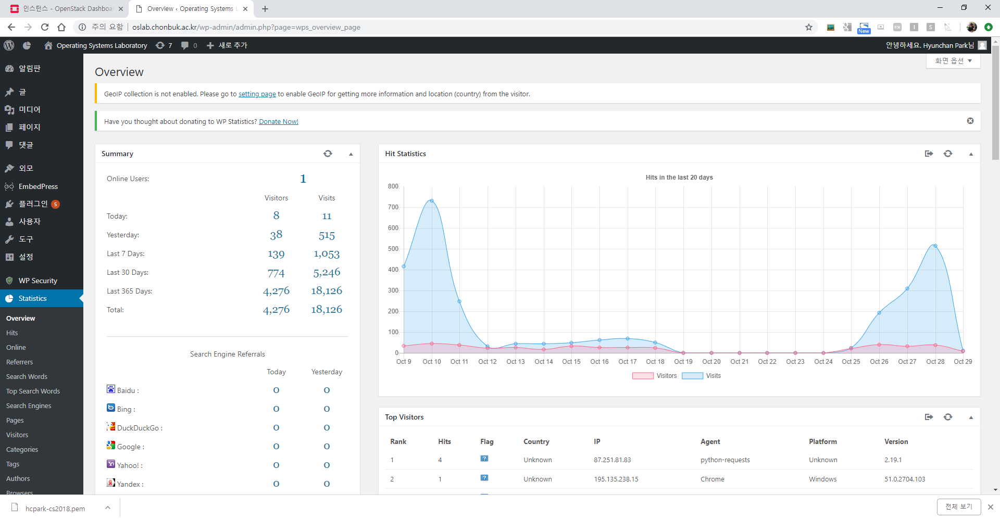 인스턴스 - OpenStack Dashboa
Overview ‹ Operating Systems L
주의 요함
oslab.chonbuk.ac.kr/wp-admin/admin.php?page=wps_overview_page
New
Operating Systems Laboratory
7
0
새로 추가
안녕하세요. Hyunchan Park님
알림판
글
미디어
페이지
댓글
외모
EmbedPress
플러그인 5
사용자
도구
설정
WP Security
Statistics
Overview
Hits
Online
Referrers
Search Words
Top Search Words
Search Engines
Pages
Visitors
Categories
Tags
Authors
Browsers
화면 옵션
Overview
GeoIP collection is not enabled. Please go to setting page to enable GeoIP for getting more information and location (country) from the visitor.
Have you thought about donating to WP Statistics? Donate Now!
Summary
Online Users: 1
Visitors Visits
Today: 8 11
Yesterday: 38 515
Last 7 Days: 139 1,053
Last 30 Days: 774 5,246
Last 365 Days: 4,276 18,126
Total: 4,276 18,126
Search Engine Referrals
Today Yesterday
Baidu : 0 0
Bing : 0 0
DuckDuckGo : 0 0
Google : 0 0
Yahoo! : 0 0
Yandex : 0 0
Hit Statistics
Hits in the last 20 days
800
700
600
500
400
300
200
100
0
Oct 9 Oct 10 Oct 11 Oct 12 Oct 13 Oct 14 Oct 15 Oct 16 Oct 17 Oct 18 Oct 19 Oct 20 Oct 21 Oct 22 Oct 23 Oct 24 Oct 25 Oct 26 Oct 27 Oct 28 Oct 29
Visitors Visits
Top Visitors
Rank Hits Flag Country IP Agent Platform Version
1 4 ? Unknown 87.251.81.83 python-requests Unknown 2.19.1
2 1 ? Unknown 195.135.238.15 Chrome Windows 51.0.2704.103
hcpark-cs2018.pem
전체 보기